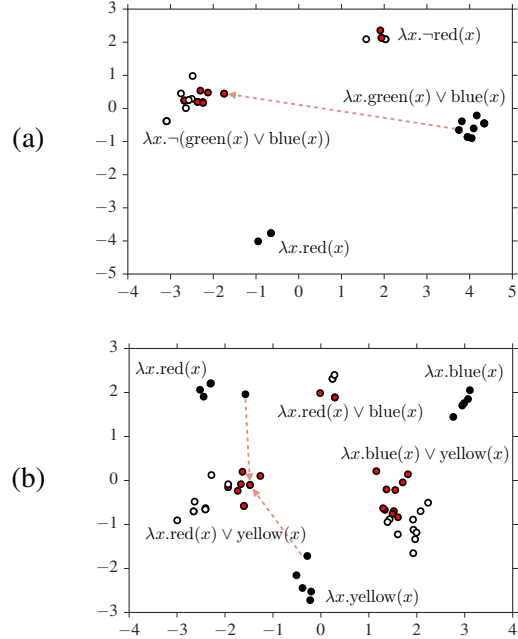 3
2
1
0
−1
−2
−3
−4
−5
−4 −3 −2 −1 0 1 2 3 4 5
(a)
λx.¬red(x)
λx.green(x) ∨ blue(x)
λx.¬(green(x) ∨ blue(x))
λx.red(x)
3
2
1
0
−1
−2
−3
−4 −3 −2 −1 0 1 2 3 4
(b)
λx.red(x)
λx.blue(x)
λx.red(x) ∨ blue(x)
λx.blue(x) ∨ yellow(x)
λx.red(x) ∨ yellow(x)
λx.yellow(x)